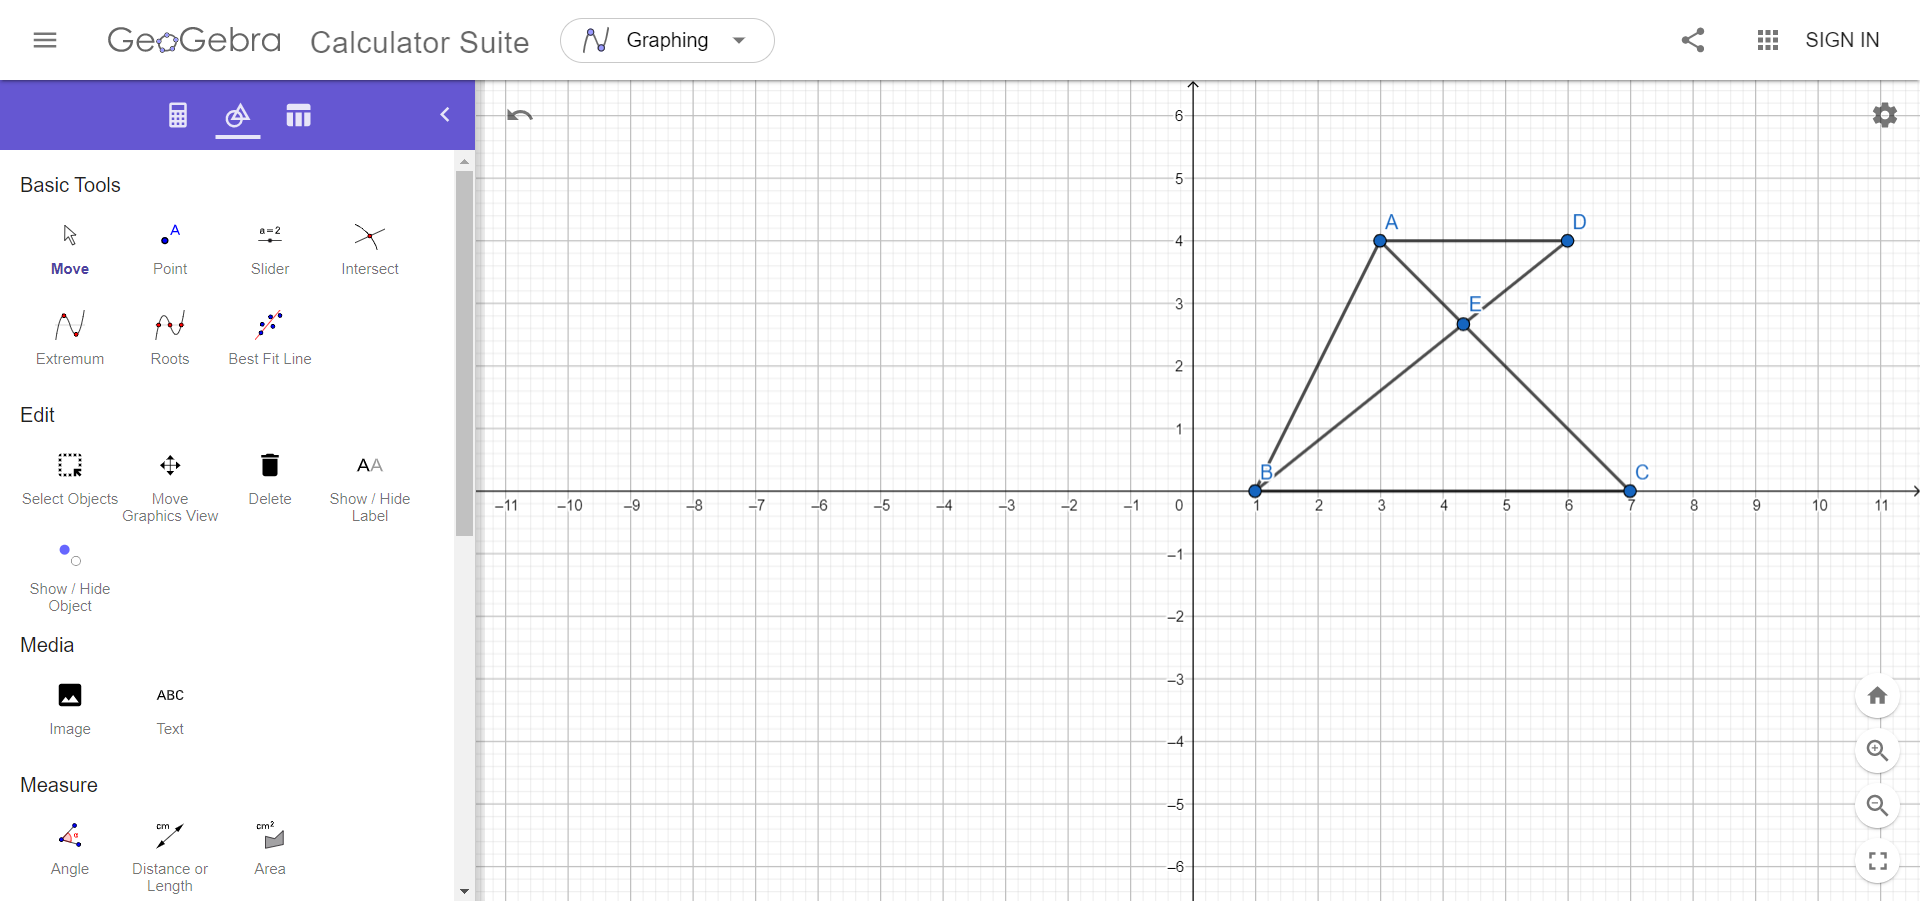 GeoGebra Calculator Suite Graphing SIGN IN
Basic Tools
a=2
A
Move Point Slider Intersect
Extremum Roots Best Fit Line
Edit
AA
Select Objects Move Graphics View Delete Show / Hide Label
Show / Hide Object
Media
ABC
Image Text
Measure
cm cm²
α
Angle Distance or Length Area
6
5
A D
4
3 E
2
1
B C
–11 –10 –9 –8 –7 –6 –5 –4 –3 –2 –1 0 1 2 3 4 5 6 7 8 9 10 11
–1
–2
–3
–4
–5
–6